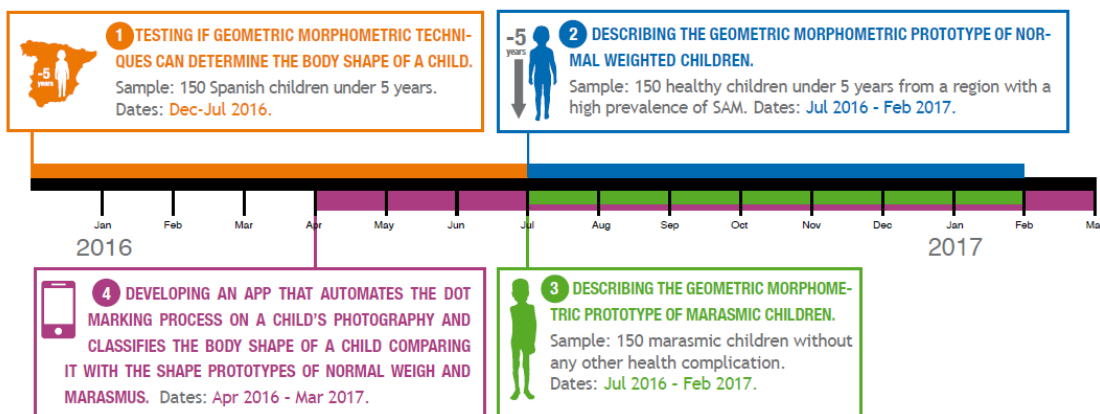 1 TESTING IF GEOMETRIC MORPHOMETRIC TECHNI-
QUES CAN DETERMINE THE BODY SHAPE OF A CHILD.
Sample: 150 Spanish children under 5 years.
Dates: Dec-Jul 2016.
-5
years
2 DESCRIBING THE GEOMETRIC MORPHOMETRIC PROTOTYPE OF NOR-
MAL WEIGHTED CHILDREN.
Sample: 150 healthy children under 5 years from a region with a
high prevalence of SAM. Dates: Jul 2016 - Feb 2017.
-5
years
Jan Feb Mar Apr May Jun Jul Aug Sep Oct Nov Dec Jan Feb Ma
2016 2017
4 DEVELOPING AN APP THAT AUTOMATES THE DOT
MARKING PROCESS ON A CHILD'S PHOTOGRAPHY AND
CLASSIFIES THE BODY SHAPE OF A CHILD COMPARING
IT WITH THE SHAPE PROTOTYPES OF NORMAL WEIGH AND
MARASMUS. Dates: Apr 2016 - Mar 2017.
3 DESCRIBING THE GEOMETRIC MORPHOME-
TRIC PROTOTYPE OF MARASMIC CHILDREN.
Sample: 150 marasmic children without
any other health complication.
Dates: Jul 2016 - Feb 2017.